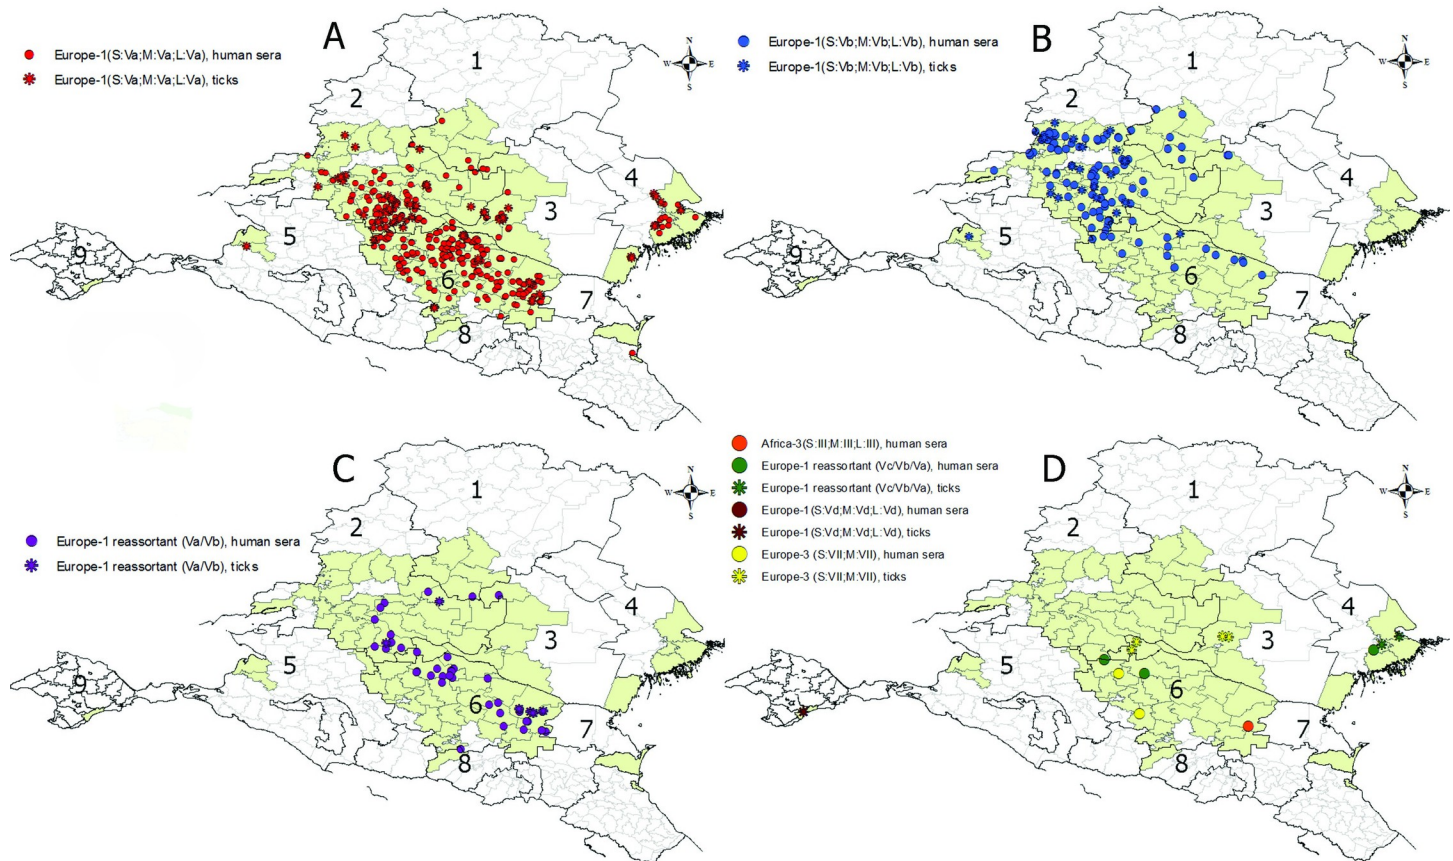 A
Europe-1(S:Va;M:Va;L:Va), human sera
Europe-1(S:Va;M:Va;L:Va), ticks
N
W E
S
1
2
3
4
5
6
7
8
9
B
Europe-1(S:Vb;M:Vb;L:Vb), human sera
Europe-1(S:Vb;M:Vb;L:Vb), ticks
N
W E
S
1
2
3
4
5
6
7
8
9
C
Europe-1 reassortant (Va/Vb), human sera
Europe-1 reassortant (Va/Vb), ticks
N
W E
S
1
2
3
4
5
6
7
8
9
D
Africa-3(S:III;M:III;L:III), human sera
Europe-1 reassortant (Vc/Vb/Va), human sera
Europe-1 reassortant (Vc/Vb/Va), ticks
Europe-1(S:Vd;M:Vd;L:Vd), human sera
Europe-1(S:Vd;M:Vd;L:Vd), ticks
Europe-3 (S:VII;M:VII), human sera
Europe-3 (S:VII;M:VII), ticks
N
W E
S
1
2
3
4
5
6
7
8
9